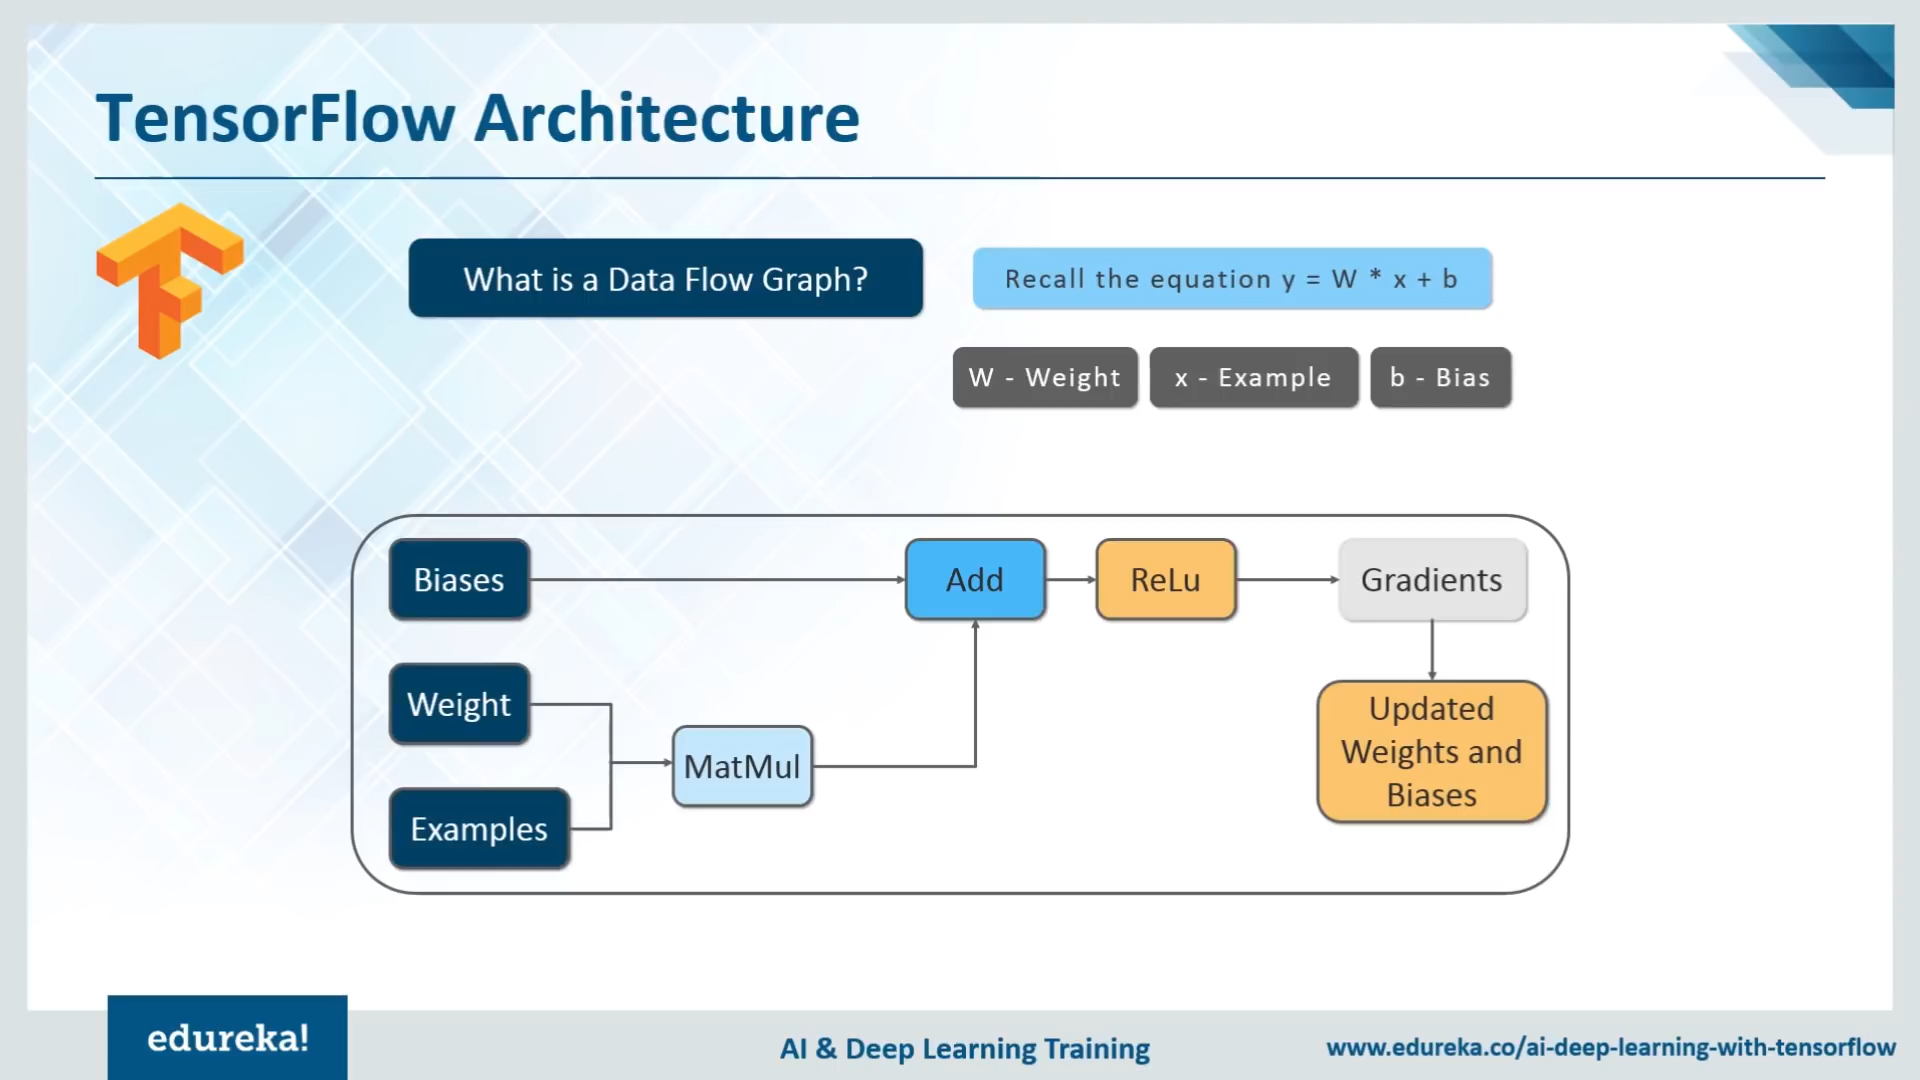 TensorFlow Architecture
What is a Data Flow Graph?
Recall the equation y = W * x + b
W - Weight
x - Example
b - Bias
Biases
Add
ReLu
Gradients
Weight
MatMul
Updated
Weights and
Biases
Examples
edureka!
AI & Deep Learning Training
www.edureka.co/ai-deep-learning-with-tensorflow